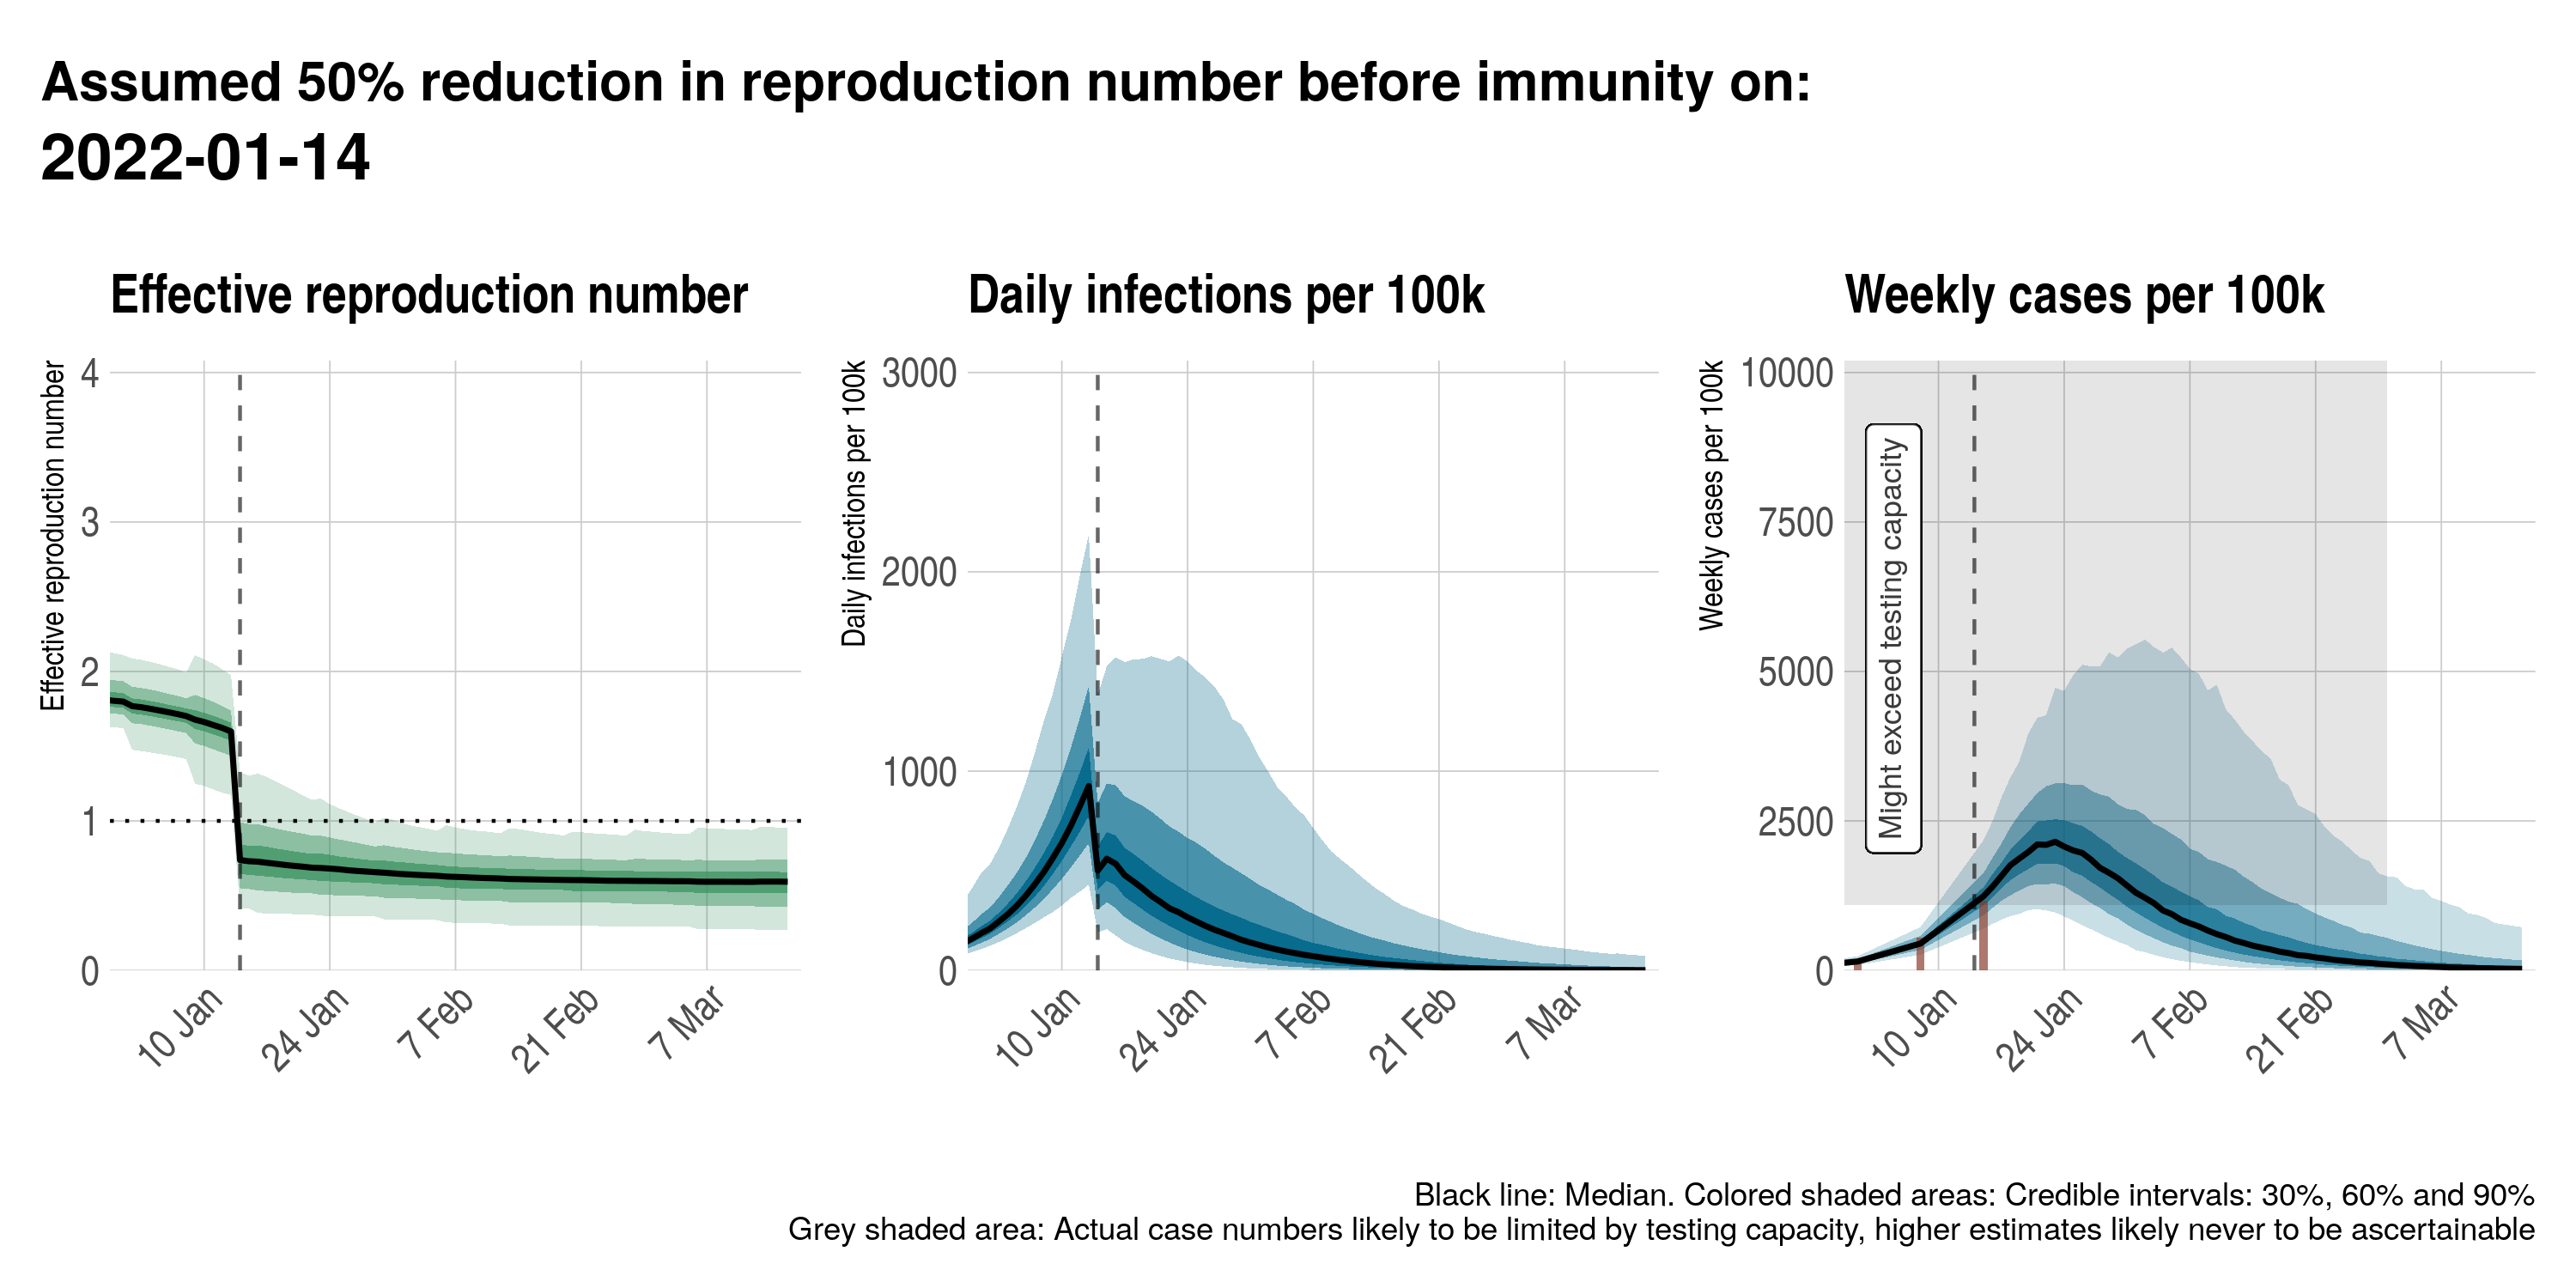 Assumed 50% reduction in reproduction number before immunity on:
2022-01-14
Effective reproduction number
Effective reproduction number
4
3
2
1
0
10 Jan
24 Jan
7 Feb
21 Feb
7 Mar
Daily infections per 100k
Daily infections per 100k
3000
2000
1000
0
10 Jan
24 Jan
7 Feb
21 Feb
7 Mar
Weekly cases per 100k
Weekly cases per 100k
10000
7500
5000
2500
0
Might exceed testing capacity
10 Jan
24 Jan
7 Feb
21 Feb
7 Mar
Black line: Median. Colored shaded areas: Credible intervals: 30%, 60% and 90%
Grey shaded area: Actual case numbers likely to be limited by testing capacity, higher estimates likely never to be ascertainable